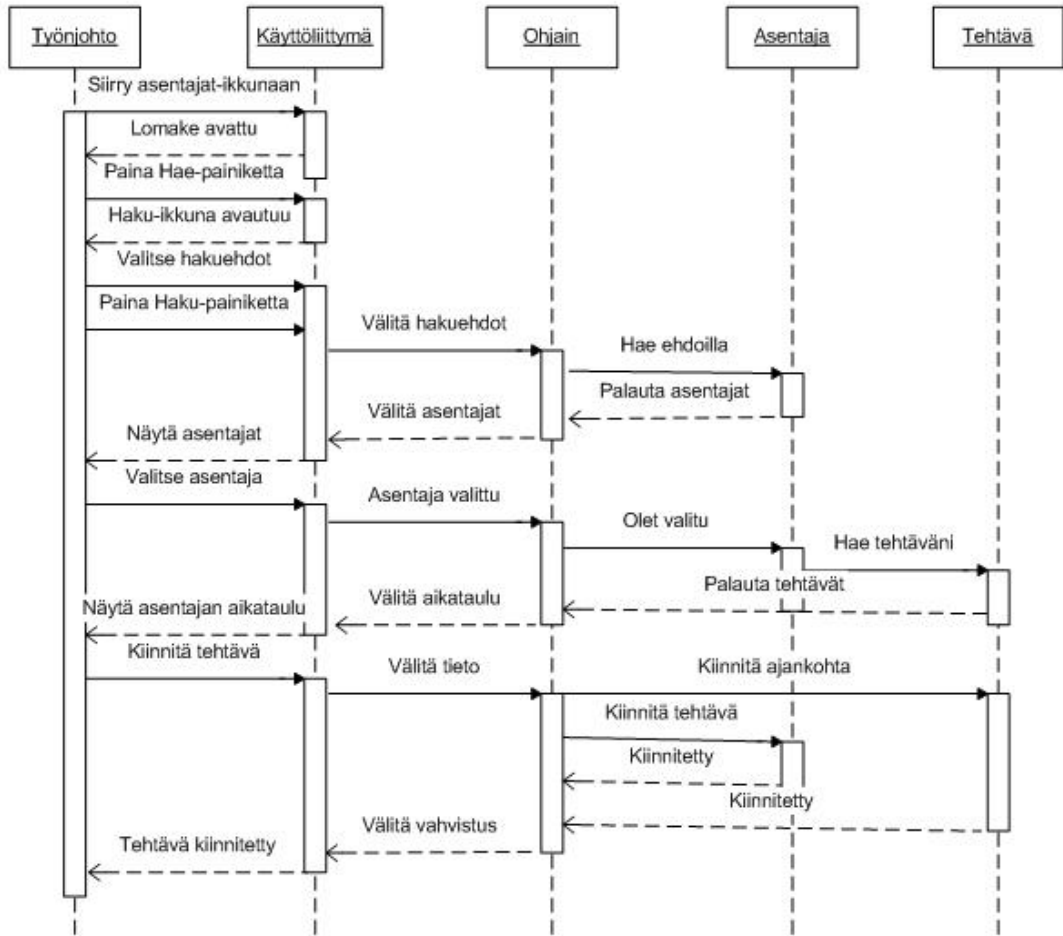 Työnjohto
Käyttöliittymä
Ohjain
Asentaja
Tehtävä
Siirry asentajat-ikkunaan
Lomake avattu
Paina Hae-painiketta
Haku-ikkuna avautuu
Valitse hakuehdot
Paina Haku-painiketta
Välitä hakuehdot
Hae ehdoilla
Palauta asentajat
Välitä asentajat
Näytä asentajat
Valitse asentaja
Asentaja valittu
Olet valitu
Hae tehtäväni
Palauta tehtävät
Välitä aikataulu
Näytä asentajan aikataulu
Kiinnitä tehtävä
Välitä tieto
Kiinnitä ajankohta
Kiinnitä tehtävä
Kiinnitetty
Kiinnitetty
Välitä vahvistus
Tehtävä kiinnitetty